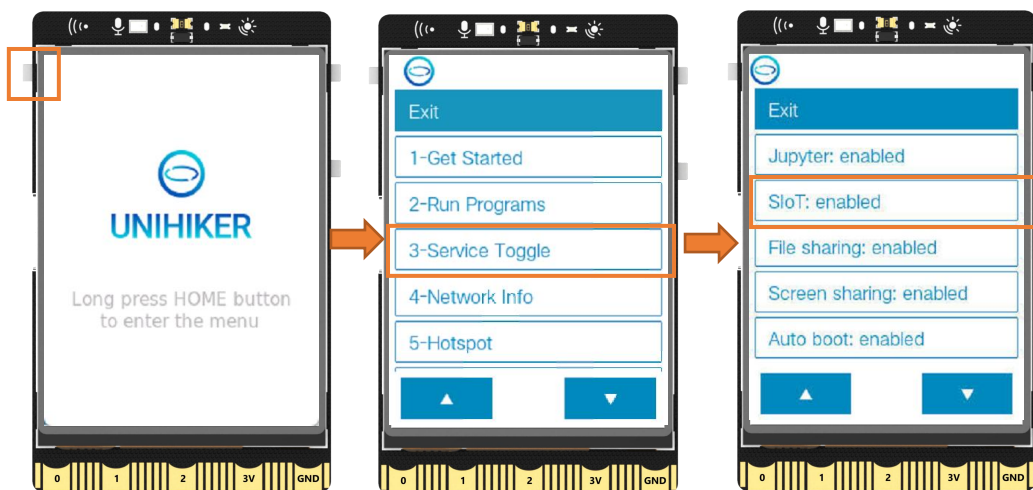 UNIHIKER
Long press HOME button
to enter the menu
0 1 2 3V GND
Exit
1-Get Started
2-Run Programs
3-Service Toggle
4-Network Info
5-Hotspot
0 1 2 3V GND
Exit
Jupyter: enabled
SIoT: enabled
File sharing: enabled
Screen sharing: enabled
Auto boot: enabled
0 1 2 3V GND